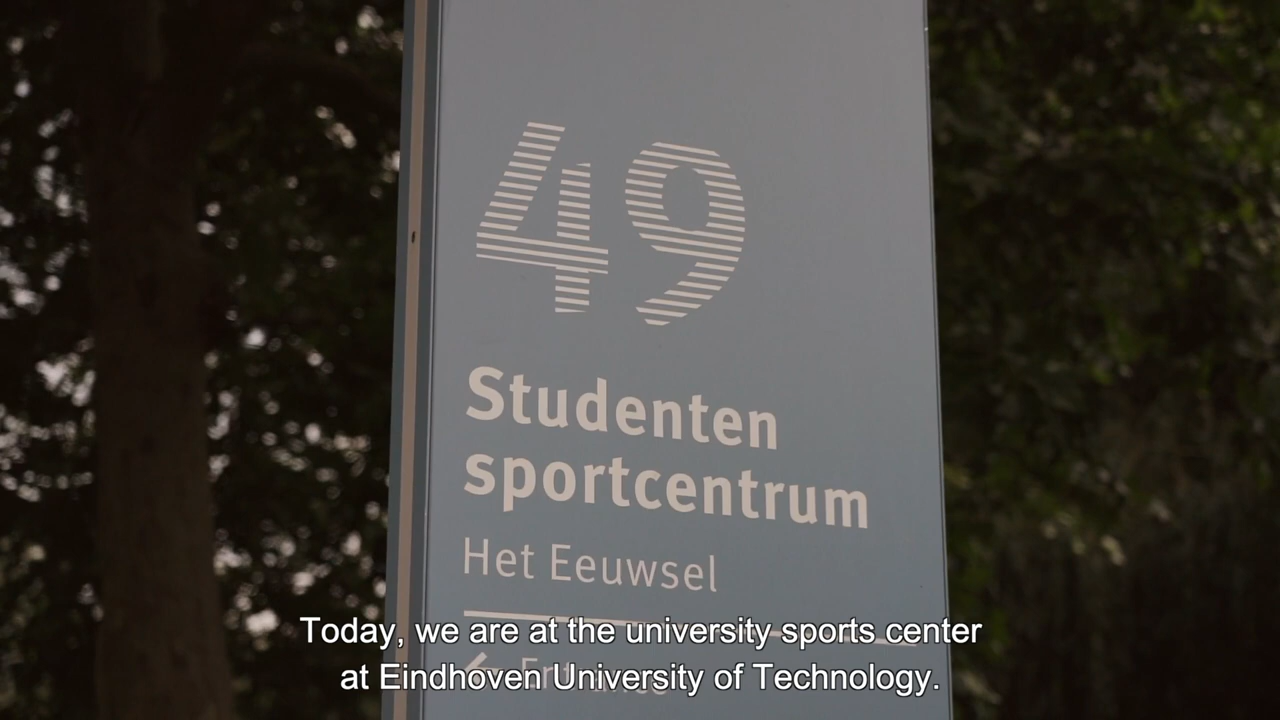 49
Studenten
sportcentrum
Het Eeuwsel
Today, we are at the university sports center
at Eindhoven University of Technology.